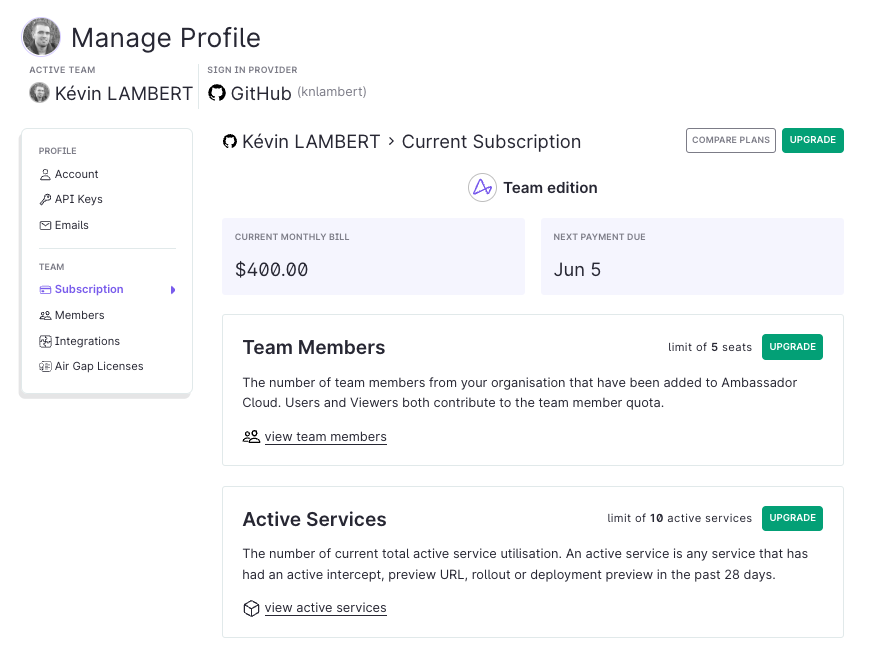 Manage Profile
ACTIVE TEAM
Kévin LAMBERT
SIGN IN PROVIDER
GitHub (knlambert)
PROFILE
Account
API Keys
Emails
TEAM
Subscription
Members
Integrations
Air Gap Licenses
Kévin LAMBERT › Current Subscription
COMPARE PLANS
UPGRADE
Team edition
CURRENT MONTHLY BILL
$400.00
NEXT PAYMENT DUE
Jun 5
Team Members
limit of 5 seats
UPGRADE
The number of team members from your organisation that have been added to Ambassador
Cloud. Users and Viewers both contribute to the team member quota.
view team members
Active Services
limit of 10 active services
UPGRADE
The number of current total active service utilisation. An active service is any service that has
had an active intercept, preview URL, rollout or deployment preview in the past 28 days.
view active services